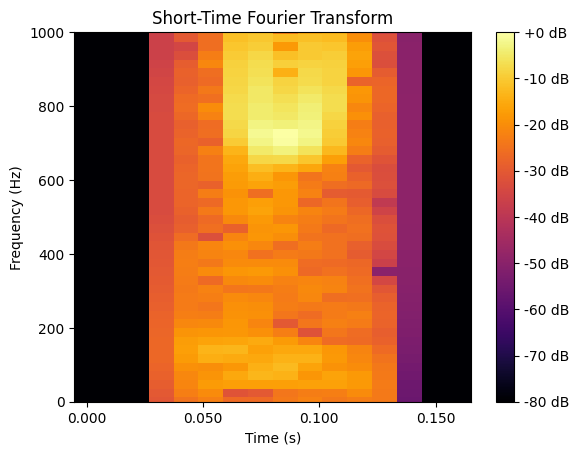 Short-Time Fourier Transform
1000
800
600
400
200
0
Frequency (Hz)
0.000
0.050
0.100
0.150
Time (s)
+0 dB
-10 dB
-20 dB
-30 dB
-40 dB
-50 dB
-60 dB
-70 dB
-80 dB